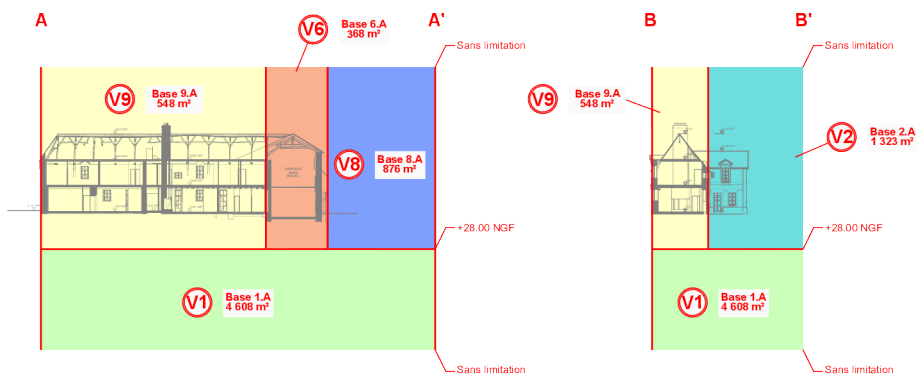 A
A'
B
B'
V6
Base 6.A
368 m²
Sans limitation
Sans limitation
V9
Base 9.A
548 m²
V9
Base 9.A
548 m²
V8
Base 8.A
876 m²
V2
Base 2.A
1 323 m²
+28.00 NGF
+28.00 NGF
V1
Base 1.A
4 608 m²
V1
Base 1.A
4 608 m²
Sans limitation
Sans limitation